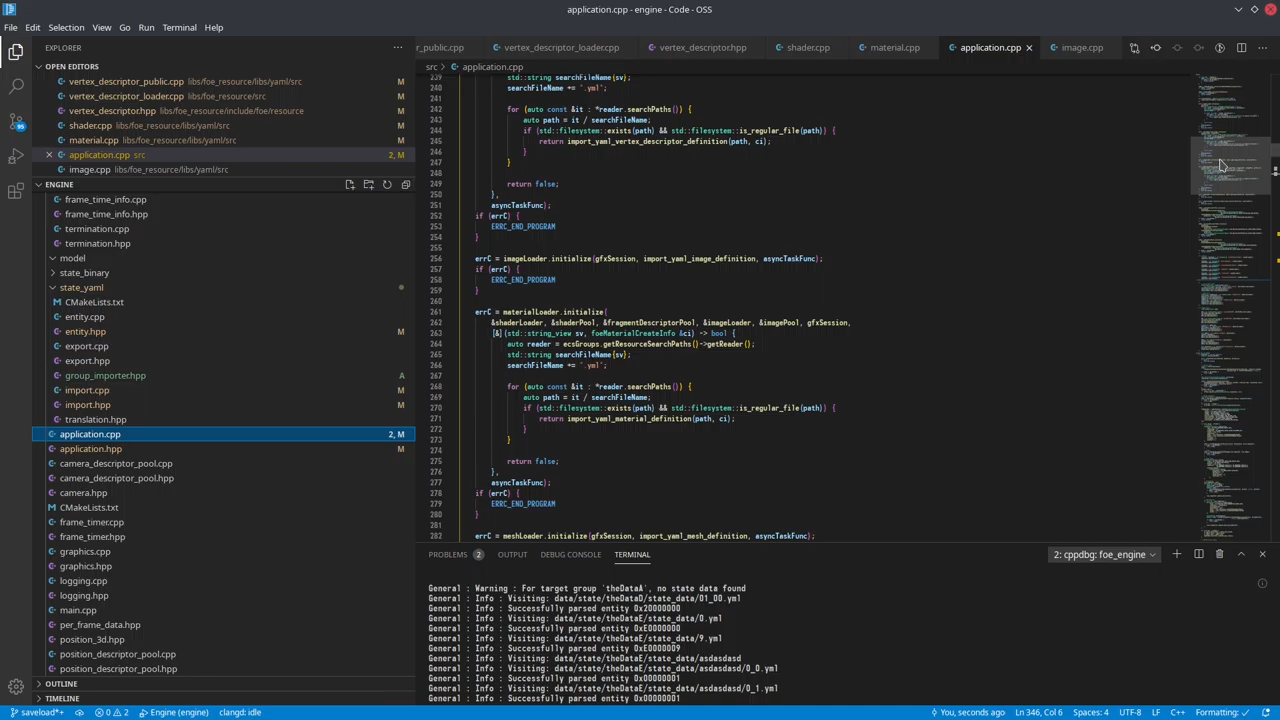 application.cpp - engine - Code - OSS
File Edit Selection View Go Run Terminal Help
EXPLORER
OPEN EDITORS
vertex_descriptor_public.cpp libs/foe_resource/libs/yaml/src M
vertex_descriptor_loader.cpp libs/foe_resource/src M
vertex_descriptor.hpp libs/foe_resource/include/foe/resource M
shader.cpp libs/foe_resource/libs/yaml/src M
material.cpp libs/foe_resource/libs/yaml/src M
application.cpp src 2, M
image.cpp libs/foe_resource/libs/yaml/src M
95
ENGINE
frame_time_info.cpp
frame_time_info.hpp
termination.cpp
termination.hpp
model
state_binary
state_yaml
CMakeLists.txt
entity.cpp
entity.hpp M
export.cpp
export.hpp
group_importer.hpp A
import.cpp M
import.hpp M
translation.hpp
application.cpp 2, M
application.hpp M
camera_descriptor_pool.cpp
camera_descriptor_pool.hpp
camera.hpp
CMakeLists.txt
frame_timer.cpp
frame_timer.hpp
graphics.cpp
graphics.hpp
logging.cpp
logging.hpp
main.cpp
per_frame_data.hpp
position_3d.hpp
position_descriptor_pool.cpp
position_descriptor_pool.hpp
OUTLINE
TIMELINE
r_public.cpp vertex_descriptor_loader.cpp vertex_descriptor.hpp shader.cpp material.cpp application.cpp image.cpp
src > application.cpp
239 std::string searchFileName{sv};
240 searchFileName += ".yml";
241
242 for (auto const &it : *reader.searchPaths()) {
243 auto path = it / searchFileName;
244 if (std::filesystem::exists(path) && std::filesystem::is_regular_file(path)) {
245 return import_yaml_vertex_descriptor_definition(path, ci);
246 }
247 }
248
249 return false;
250 },
251 asyncTaskFunc);
252 if (errC) {
253 ERRC_END_PROGRAM
254 }
255
256 errC = imageLoader.initialize(gfxSession, import_yaml_image_definition, asyncTaskFunc);
257 if (errC) {
258 ERRC_END_PROGRAM
259 }
260
261 errC = materialLoader.initialize(
262 &shaderLoader, &shaderPool, &fragmentDescriptorPool, &imageLoader, &imagePool, gfxSession,
263 [&](std::string_view sv, foeMaterialCreateInfo &ci) -> bool {
264 auto reader = ecsGroups.getResourceSearchPaths()->getReader();
265 std::string searchFileName{sv};
266 searchFileName += ".yml";
267
268 for (auto const &it : *reader.searchPaths()) {
269 auto path = it / searchFileName;
270 if (std::filesystem::exists(path) && std::filesystem::is_regular_file(path)) {
271 return import_yaml_material_definition(path, ci);
272 }
273 }
274
275 return false;
276 },
277 asyncTaskFunc);
278 if (errC) {
279 ERRC_END_PROGRAM
280 }
281
282 errC = meshLoader.initialize(gfxSession, import_yaml_mesh_definition, asyncTaskFunc);
PROBLEMS 2 OUTPUT DEBUG CONSOLE TERMINAL 2: cppdbg: foe_engine
General : Warning : For target group `theDataA`, no state data found
General : Info : Visiting: data/state/theDataD/state_data/01_00.yml
General : Info : Successfully parsed entity 0x20000000
General : Info : Visiting: data/state/theDataE/state_data/0.yml
General : Info : Successfully parsed entity 0xE0000000
General : Info : Visiting: data/state/theDataE/state_data/9.yml
General : Info : Successfully parsed entity 0xE0000009
General : Info : Visiting: data/state/theDataE/state_data/asdasdasd
General : Info : Visiting: data/state/theDataE/state_data/asdasdasd/0_0.yml
General : Info : Successfully parsed entity 0x00000001
General : Info : Visiting: data/state/theDataE/state_data/asdasdasd/0_1.yml
General : Info : Successfully parsed entity 0x00000001
saveload*+ 0 2 Engine (engine) clangd: idle You, seconds ago Ln 346, Col 6 Spaces: 4 UTF-8 LF C++ Formatting: ✓